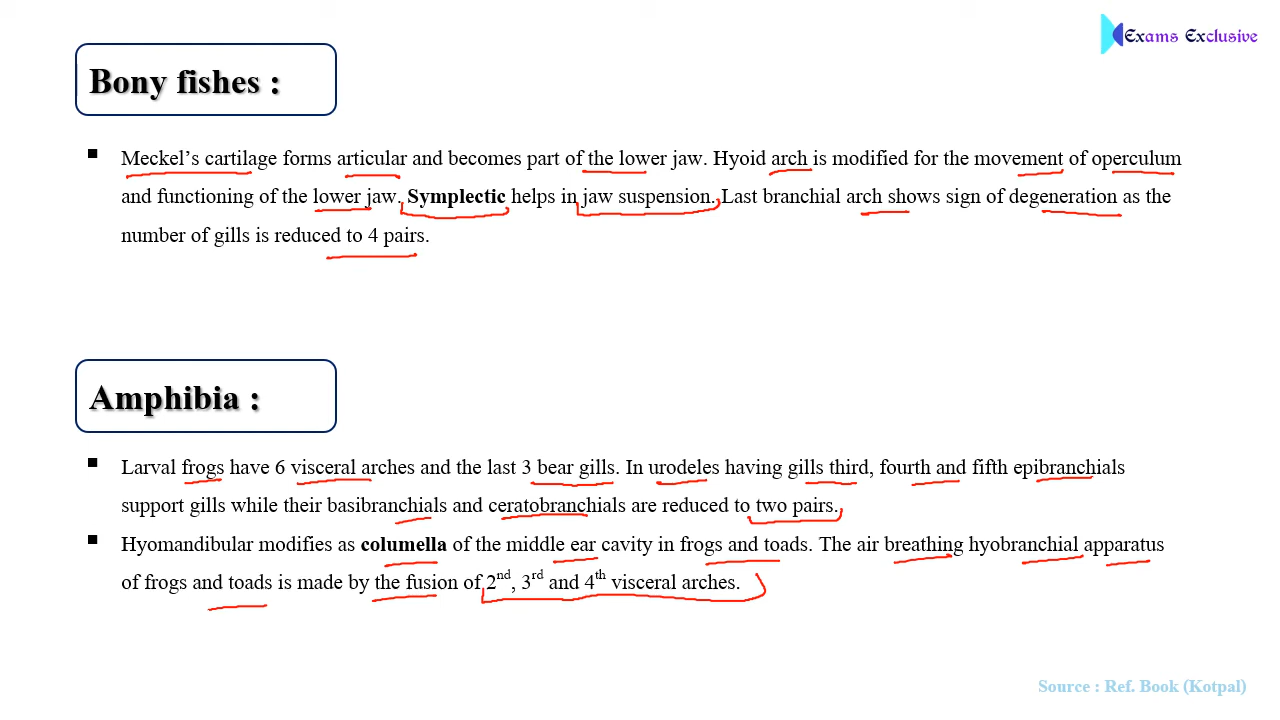 Exams Exclusive
Bony fishes :
▪ Meckel’s cartilage forms articular and becomes part of the lower jaw. Hyoid arch is modified for the movement of operculum
and functioning of the lower jaw. Symplectic helps in jaw suspension. Last branchial arch shows sign of degeneration as the
number of gills is reduced to 4 pairs.
Amphibia :
▪ Larval frogs have 6 visceral arches and the last 3 bear gills. In urodeles having gills third, fourth and fifth epibranchials
support gills while their basibranchials and ceratobranchials are reduced to two pairs.
▪ Hyomandibular modifies as columella of the middle ear cavity in frogs and toads. The air breathing hyobranchial apparatus
of frogs and toads is made by the fusion of 2nd, 3rd and 4th visceral arches.
Source : Ref. Book (Kotpal)